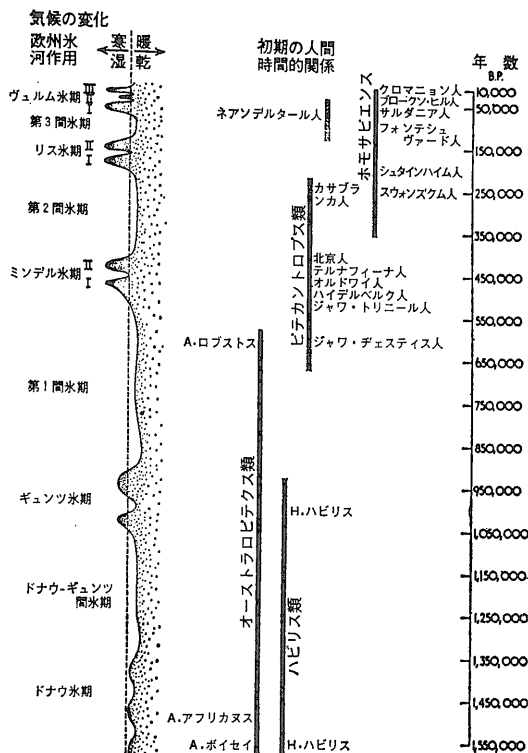 気候の変化
欧州氷河作用
寒湿
暖乾
初期の人間
時間的関係
年数
B.P.
III
ヴュルム氷期 II
I
第3間氷期
リス氷期 II
I
第2間氷期
ミンデル氷期 II
I
第1間氷期
ギュンツ氷期
ドナウ-ギュンツ
間氷期
ドナウ氷期
ネアンデルタール人
ホモサピエンス
クロマニョン人
ブロークン・ヒル人
サルダニア人
フォンテシュ
ヴァード人
シュタインハイム人
スウォンズクム人
カサブラ
ンカ人
ピテカントロプス類
北京人
テルナフィーナ人
オルドワイ人
ハイデルベルク人
ジャワ・トリニール人
ジャワ・ヂェスティス人
A.ロブストス
オーストラロピテクス類
H.ハビリス
ハビリス類
A.アフリカヌス
A.ボイセイ
H.ハビリス
10,000
50,000
150,000
250,000
350,000
450,000
550,000
650,000
750,000
850,000
950,000
1,050,000
1,150,000
1,250,000
1,350,000
1,450,000
1,550,000